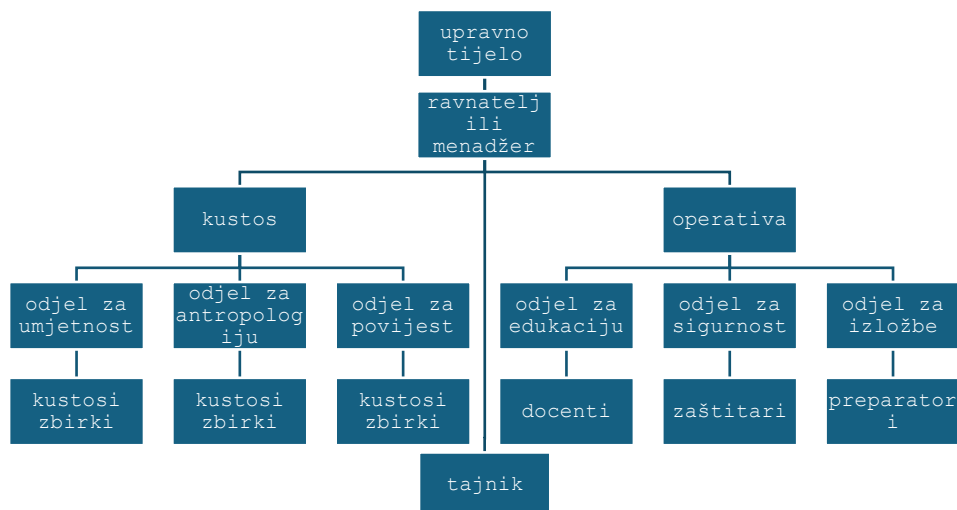 upravno
tijelo
ravnatelj
ili
menadžer
kustos
operativa
odjel za
umjetnost
odjel za
antropolog
iju
odjel za
povijest
odjel za
edukaciju
odjel za
sigurnost
odjel za
izložbe
kustosi
zbirki
kustosi
zbirki
kustosi
zbirki
docenti
zaštitari
preparator
i
tajnik